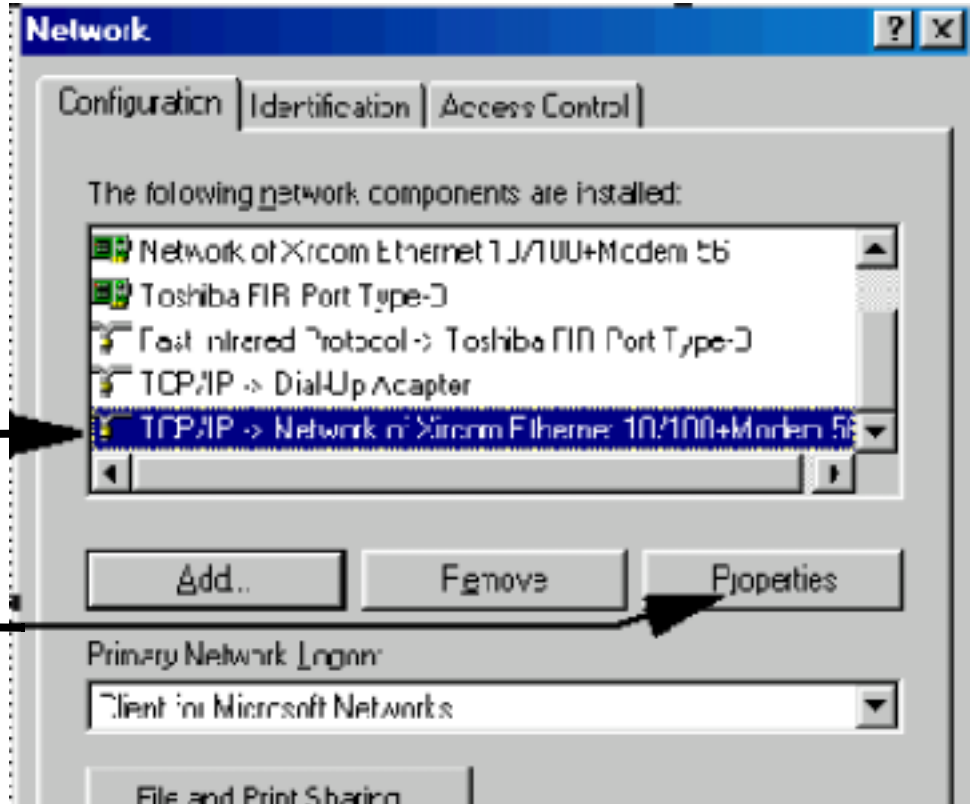 Network
Configuration Identification Access Control
The following network components are installed:
Network of Xircom Ethernet 10/100+Modem 56
Toshiba FIR Port Type-O
Fast Infrared Protocol -> Toshiba FIR Port Type-O
TCP/IP -> Dial-Up Adapter
TCP/IP -> Network of Xircom Ethernet 10/100+Modem 56
Add...
Remove
Properties
Primary Network Logon:
Client for Microsoft Networks
File and Print Sharing...